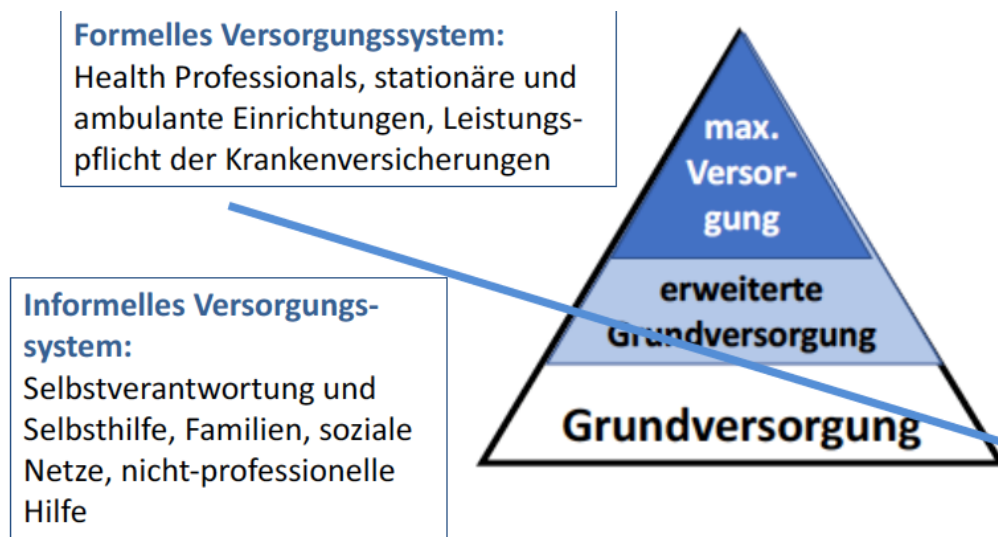 Formelles Versorgungssystem:
Health Professionals, stationäre und
ambulante Einrichtungen, Leistungs-
pflicht der Krankenversicherungen
Informelles Versorgungs-
system:
Selbstverantwortung und
Selbsthilfe, Familien, soziale
Netze, nicht-professionelle
Hilfe
max.
Versor-
gung
erweiterte
Grundversorgung
Grundversorgung